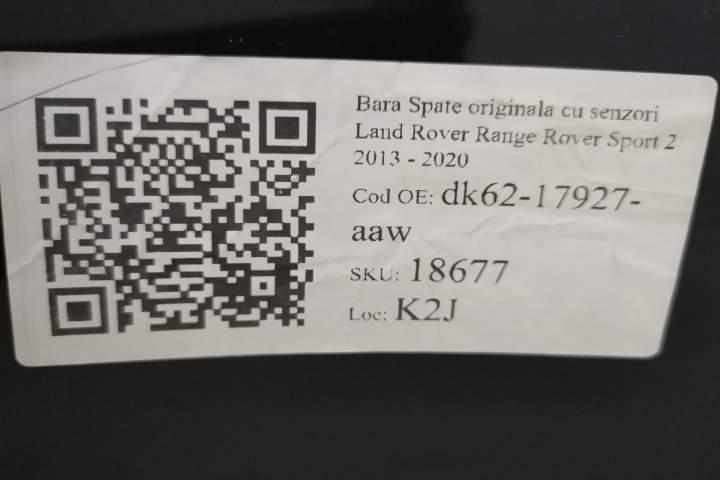 Bara Spate originala cu senzori
Land Rover Range Rover Sport 2
2013 - 2020
Cod OE: dk62-17927-
aaw
SKU: 18677
Loc: K2J